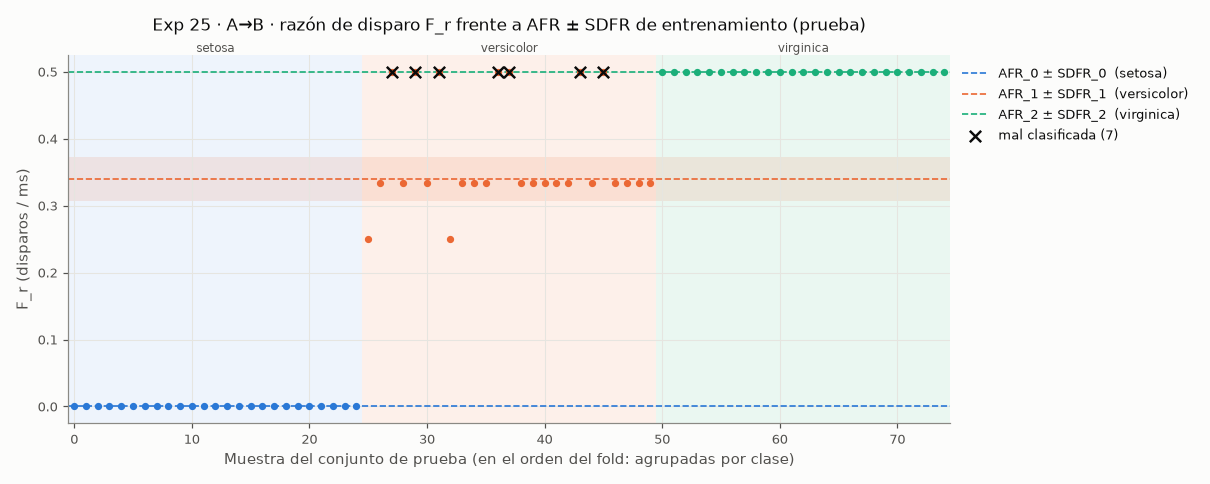 Exp 25 · A→B · razón de disparo F_r frente a AFR ± SDFR de entrenamiento (prueba)
setosa
versicolor
virginica
0.5
0.4
0.3
0.2
0.1
0.0
F_r (disparos / ms)
0
10
20
30
40
50
60
70
Muestra del conjunto de prueba (en el orden del fold: agrupadas por clase)
AFR_0 ± SDFR_0 (setosa)
AFR_1 ± SDFR_1 (versicolor)
AFR_2 ± SDFR_2 (virginica)
mal clasificada (7)